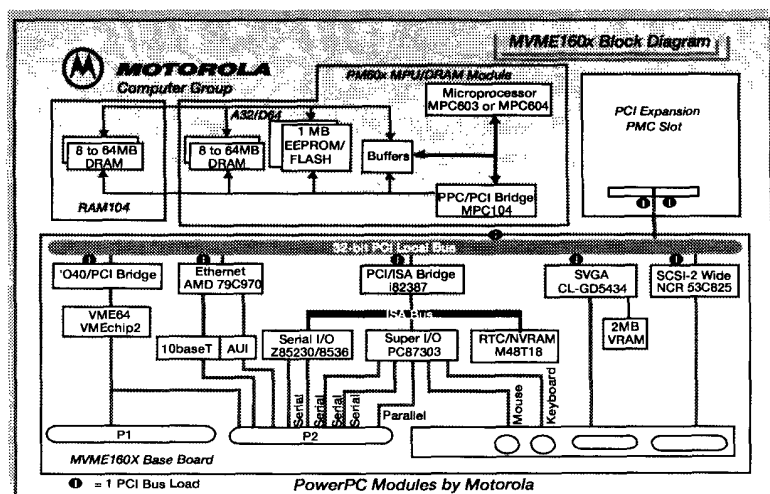 MVME160x Block Diagram
MOTOROLA
Computer Group
PM60x MPU/DRAM Module
Microprocessor
MPC603 or MPC604
PCI Expansion
PMC Slot
A32/D64
8 to 64MB
DRAM
8 to 64MB
DRAM
1 MB
EEPROM/
FLASH
Buffers
RAM104
PPC/PCI Bridge
MPC104
32-bit PCI Local Bus
'O40/PCI Bridge
Ethernet
AMD 79C970
PCI/ISA Bridge
i82387
SVGA
CL-GD5434
SCSI-2 Wide
NCR 53C825
VME64
VMEchip2
ISA Bus
2MB
VRAM
10baseT
AUI
Serial I/O
Z85230/8536
Super I/O
PC87303
RTC/NVRAM
M48T18
Serial
Serial
Serial
Serial
Parallel
Mouse
Keyboard
P1
P2
MVME160X Base Board
= 1 PCI Bus Load
PowerPC Modules by Motorola